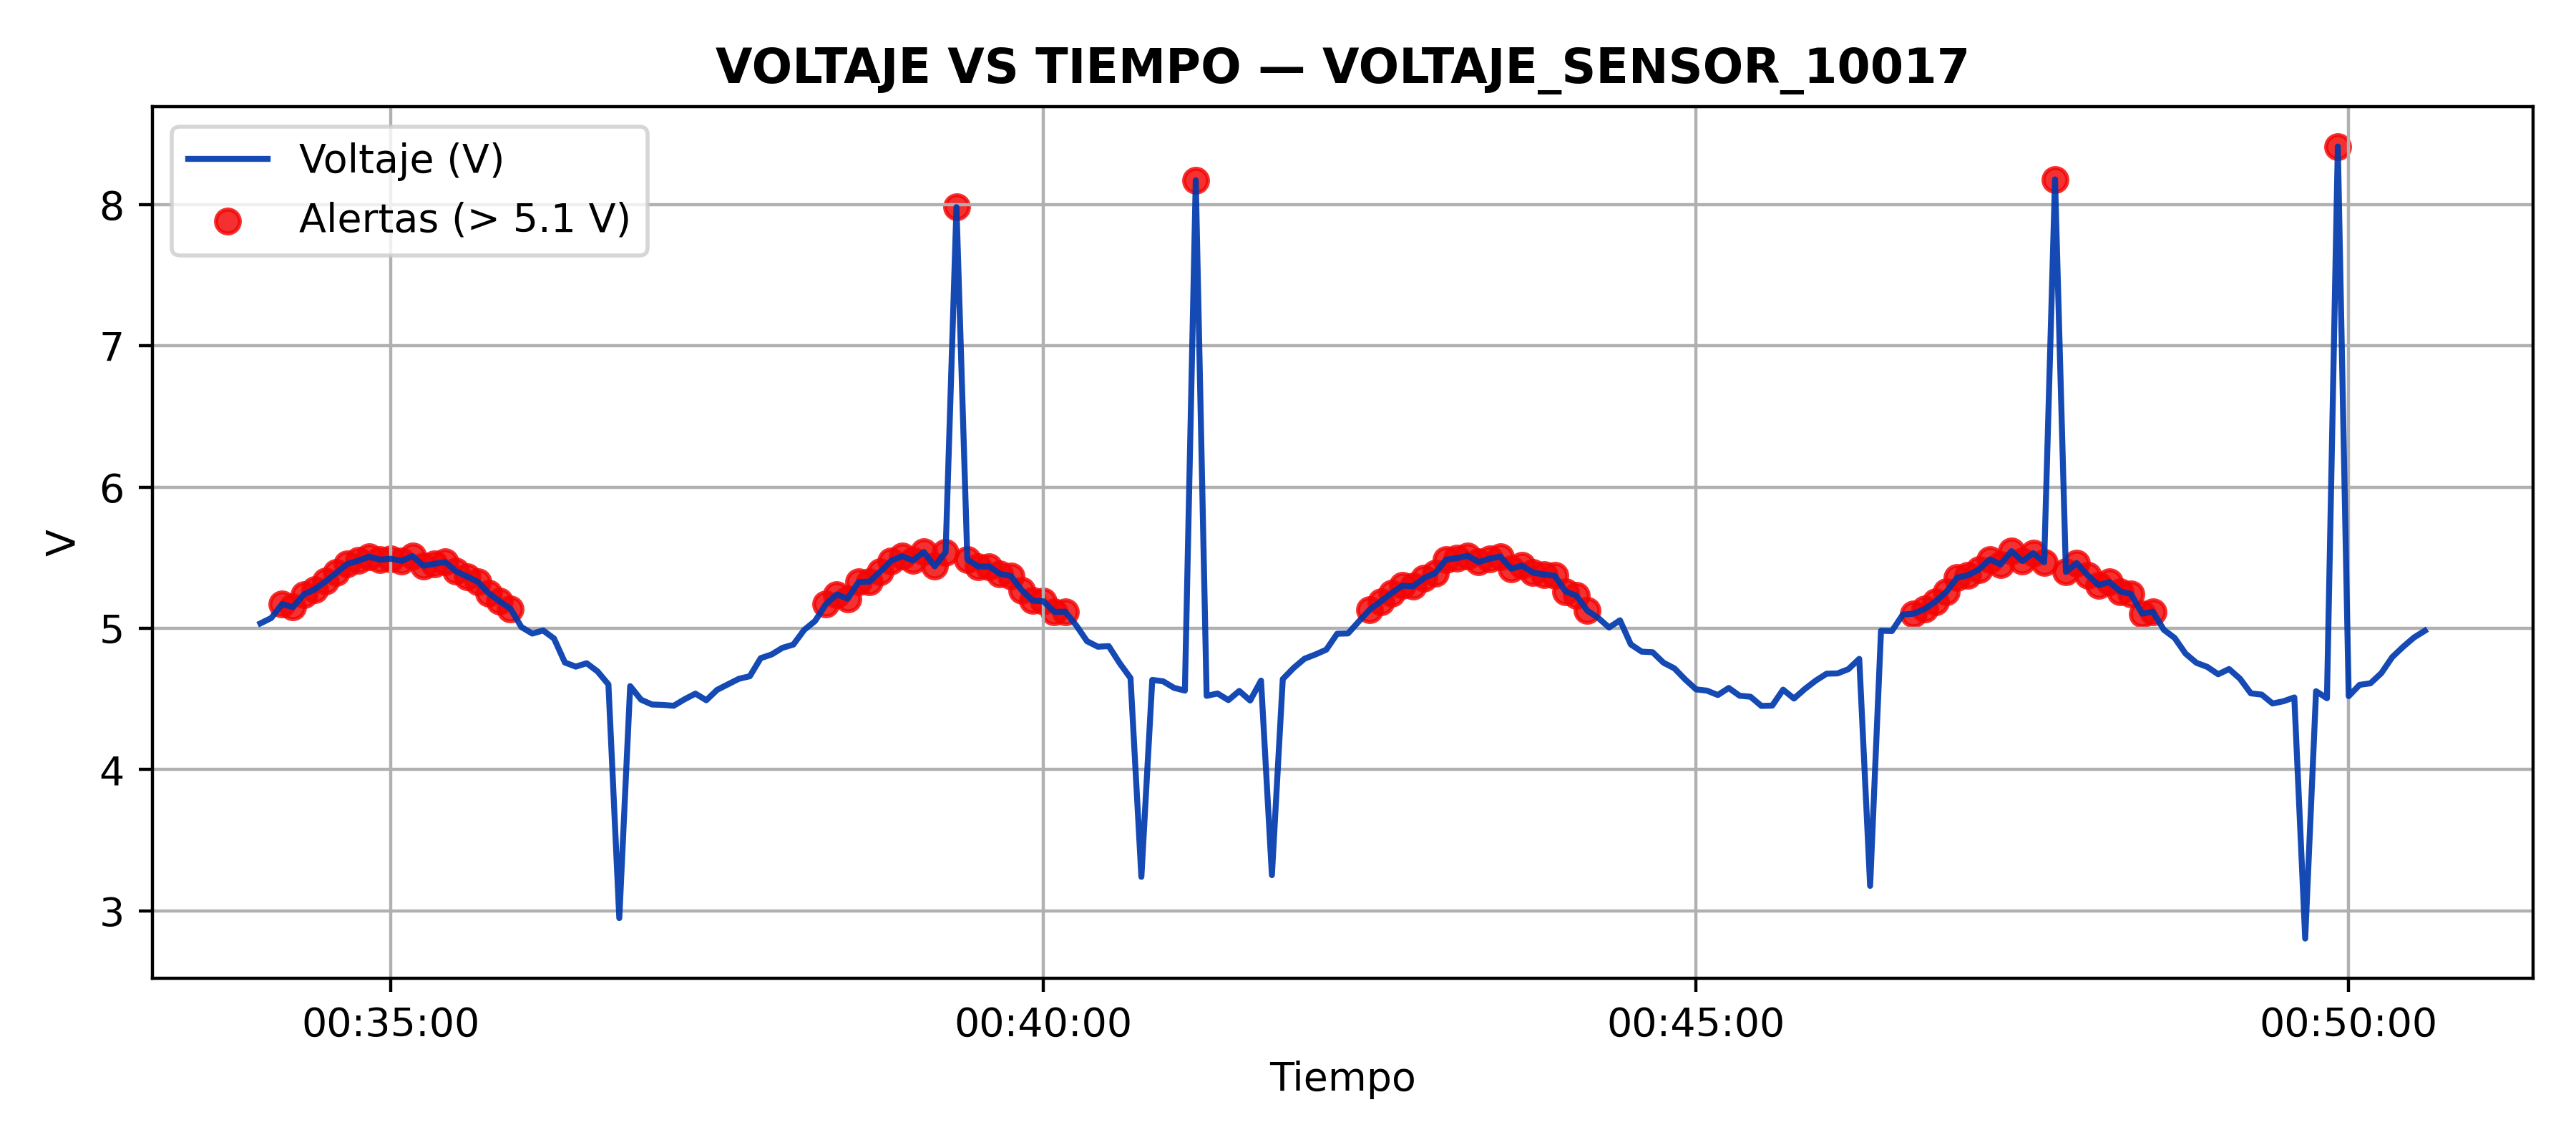 VOLTAJE VS TIEMPO — VOLTAJE_SENSOR_10017
Voltaje (V)
Alertas (> 5.1 V)
8
7
6
5
4
3
V
00:35:00
00:40:00
00:45:00
00:50:00
Tiempo